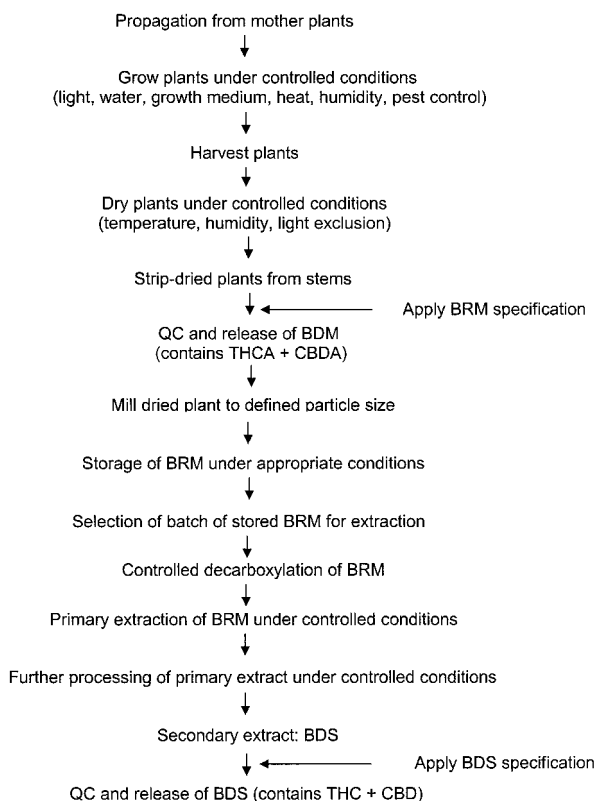 Propagation from mother plants
Grow plants under controlled conditions
(light, water, growth medium, heat, humidity, pest control)
Harvest plants
Dry plants under controlled conditions
(temperature, humidity, light exclusion)
Strip-dried plants from stems
Apply BRM specification
QC and release of BDM
(contains THCA + CBDA)
Mill dried plant to defined particle size
Storage of BRM under appropriate conditions
Selection of batch of stored BRM for extraction
Controlled decarboxylation of BRM
Primary extraction of BRM under controlled conditions
Further processing of primary extract under controlled conditions
Secondary extract: BDS
Apply BDS specification
QC and release of BDS (contains THC + CBD)